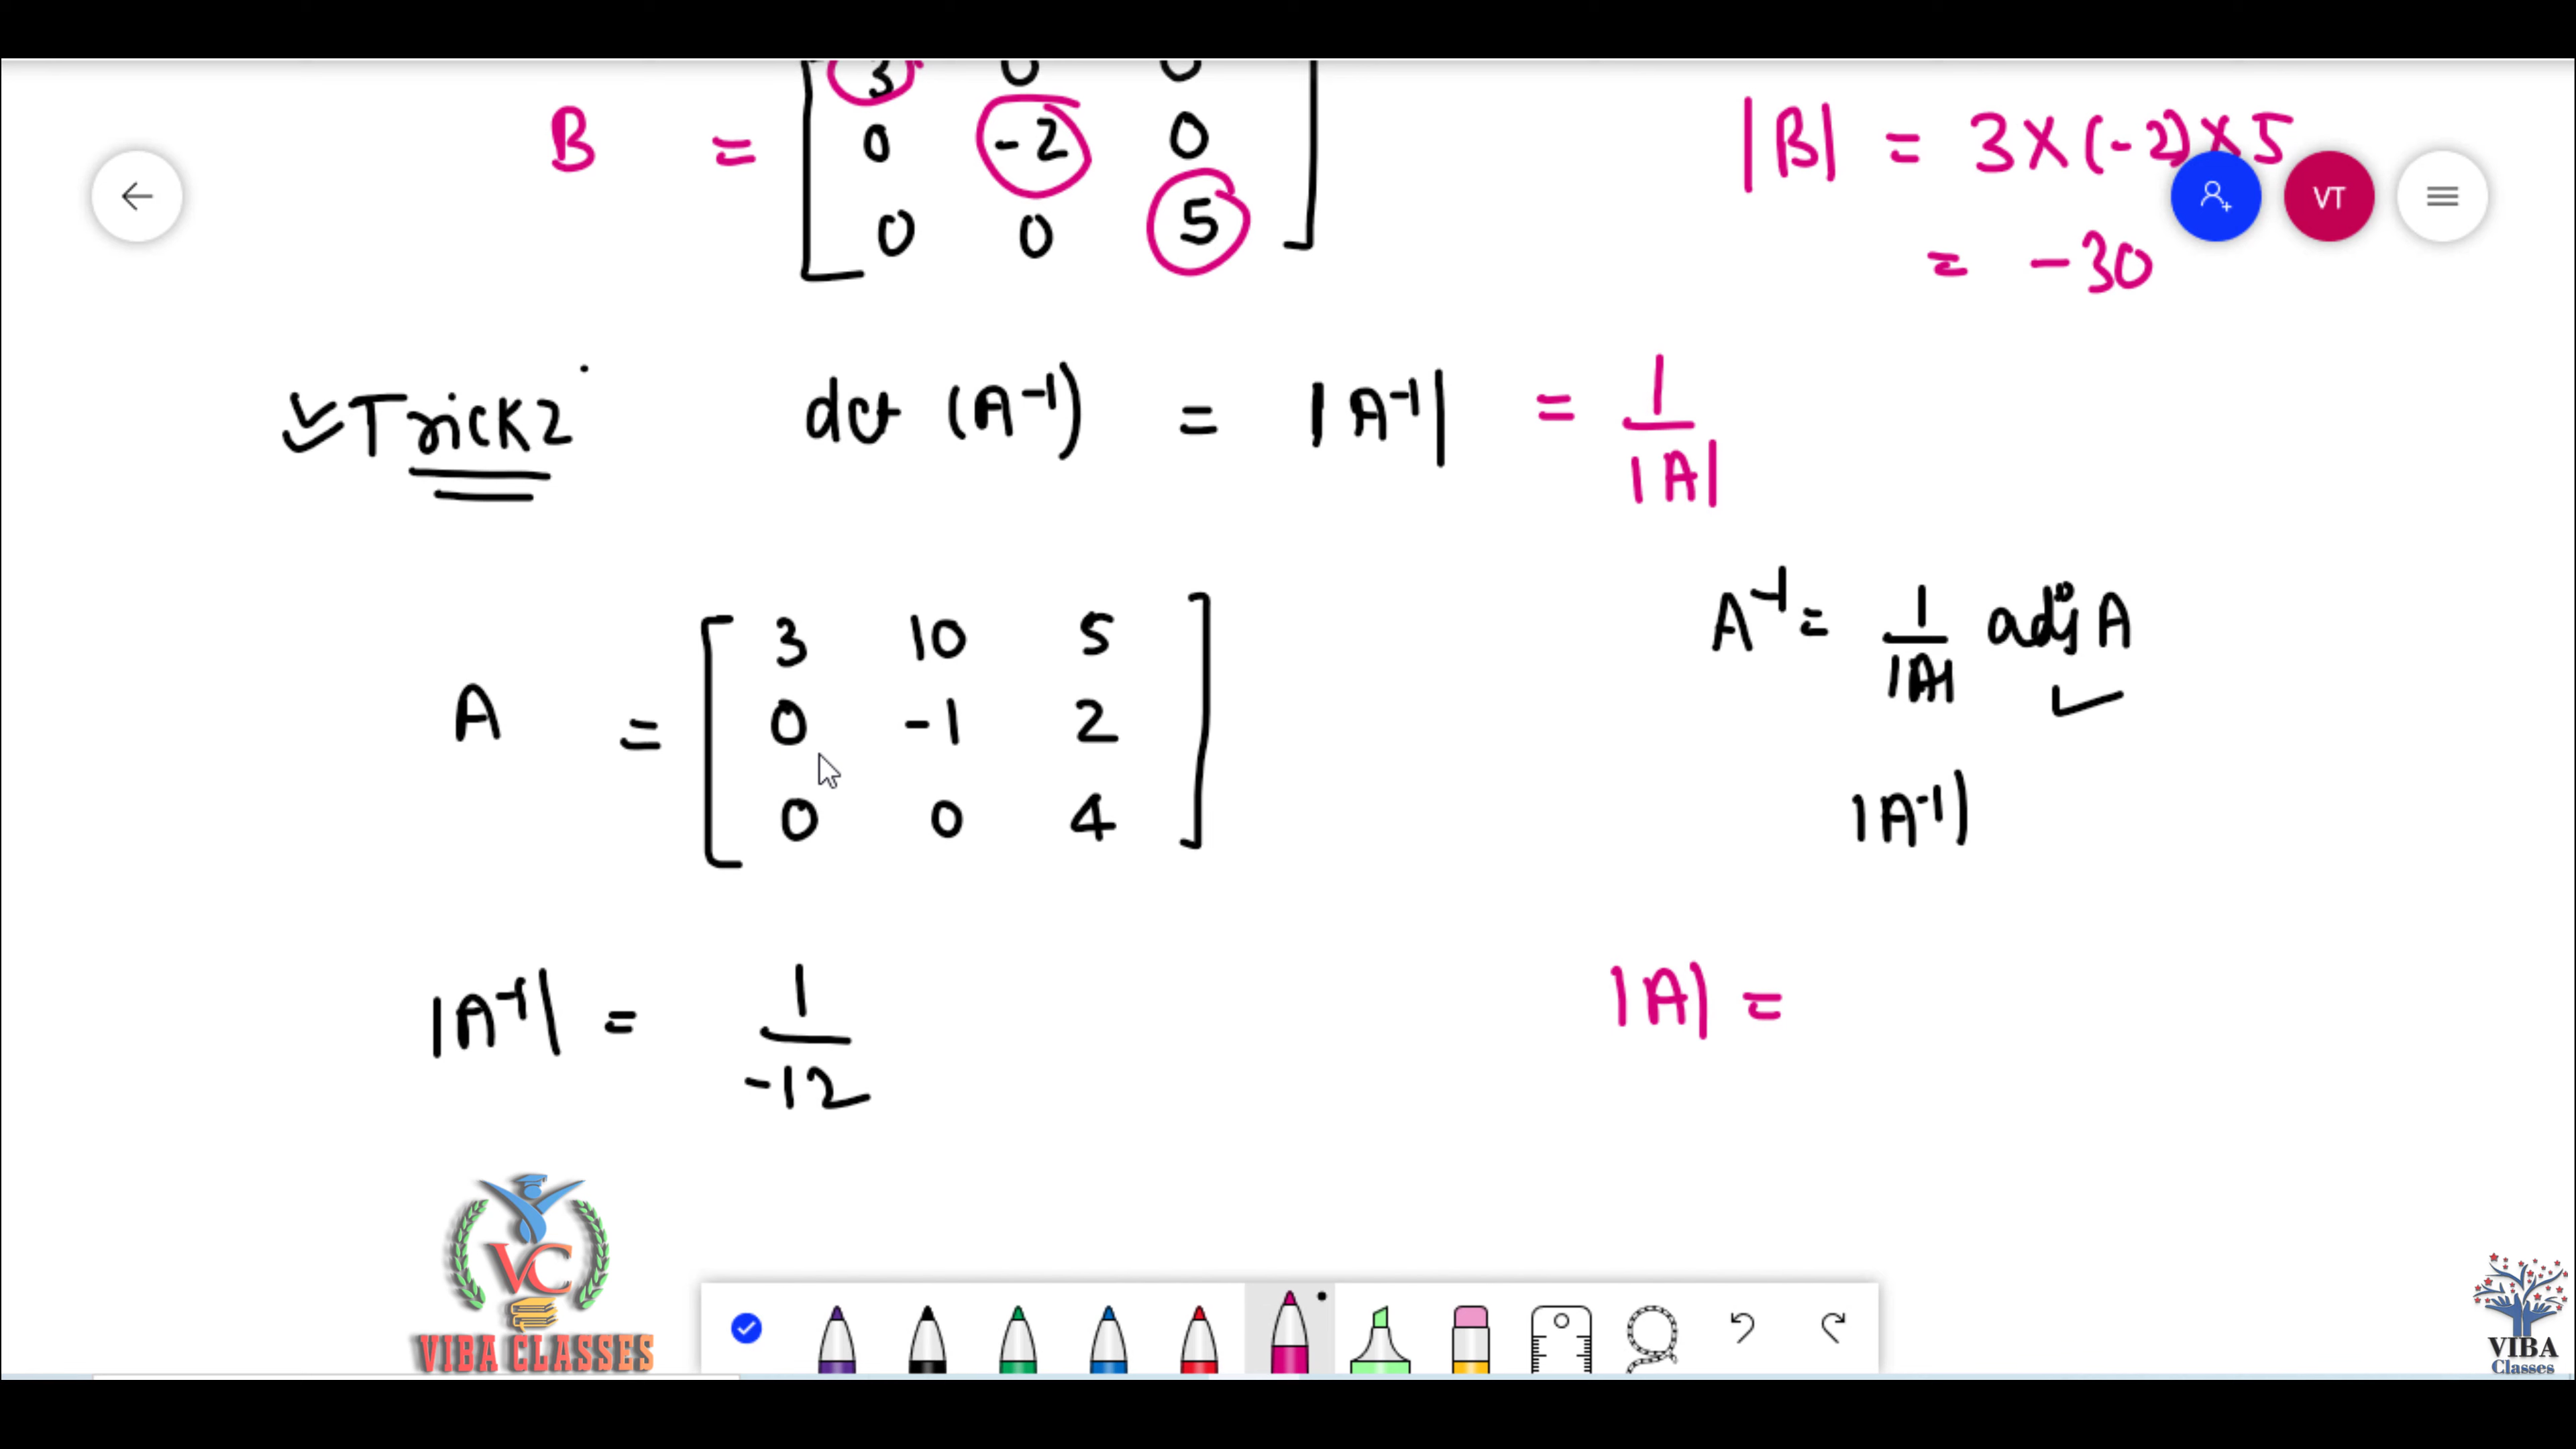 3 0 0
B = 0 -2 0
0 0 5
|B| = 3×(-2)×5
= -30
VT
Trick2 det (A⁻¹) = |A⁻¹| = 1/|A|
A = 3 10 5
0 -1 2
0 0 4
A⁻¹ = 1/|A| adj A
|A⁻¹|
|A⁻¹| = 1/-12
|A| =
VC
VIBA CLASSES
VIBA
Classes